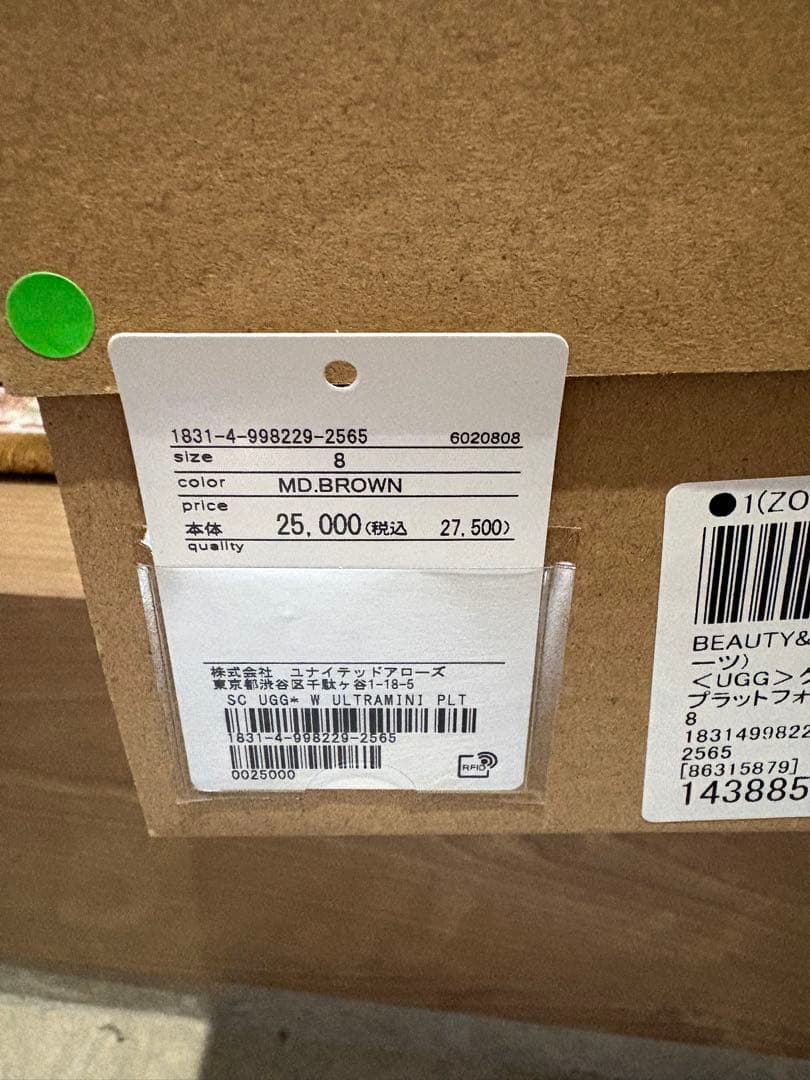 1831-4-998229-2565 6020808
size 8
color MD.BROWN
price
本体 25,000(税込 27,500)
quality
株式会社 ユナイテッドアローズ
東京都渋谷区千駄ヶ谷1-18-5
SC UGG* W ULTRAMINI PLT
1831-4-998229-2565
0025000
RFID
●1(ZO
BEAUTY&
ーツ)
<UGG>ク
プラットフォ
8
1831499822
2565
[86315879]
143885